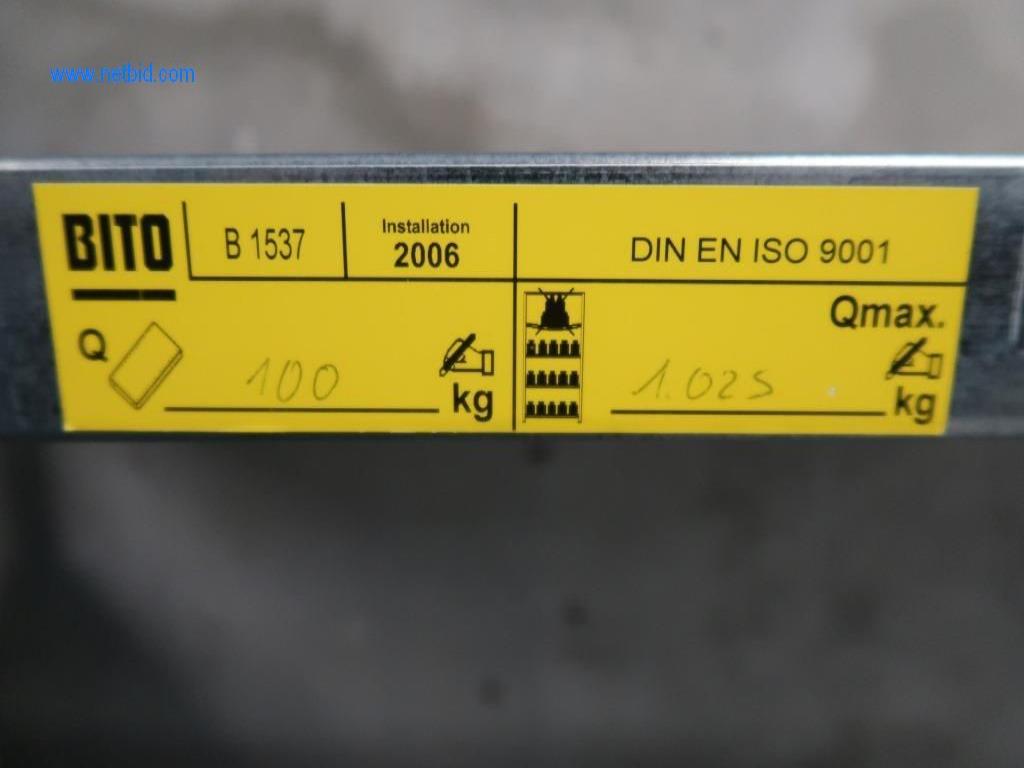 www.netbid.com
BITO B 1537 Installation 2006 DIN EN ISO 9001
Q 100 kg
Qmax. 1.025 kg